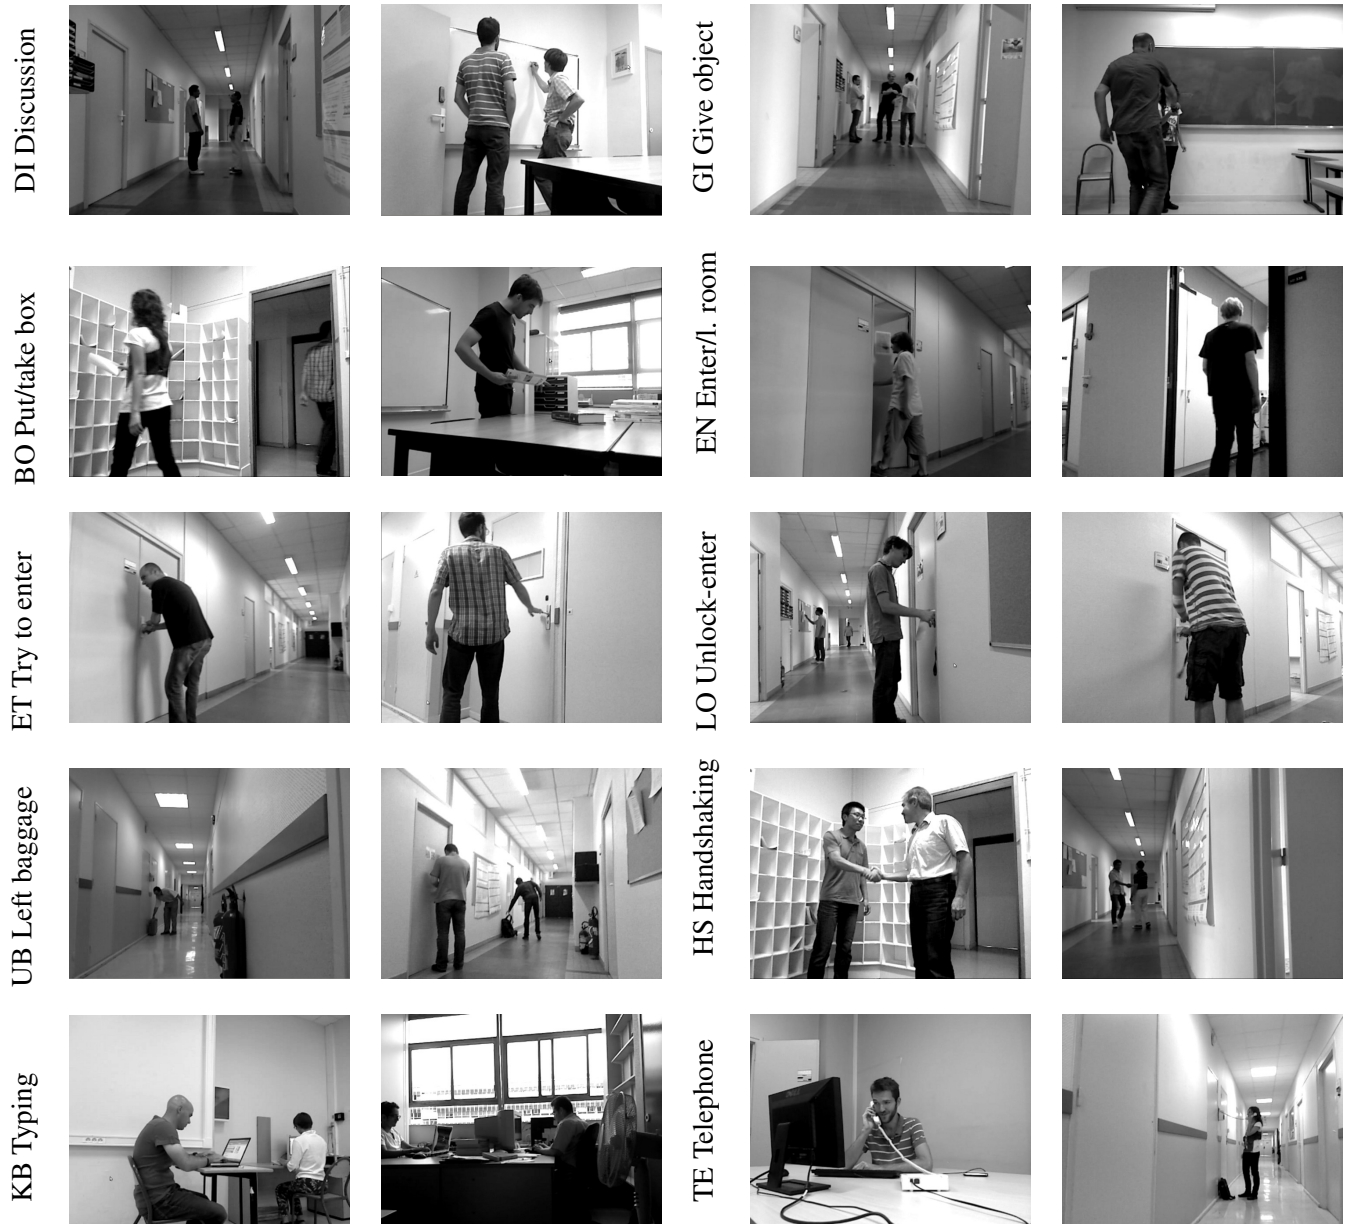 DI Discussion
GI Give object
BO Put/take box
EN Enter/l. room
ET Try to enter
LO Unlock-enter
UB Left baggage
HS Handshaking
KB Typing
TE Telephone